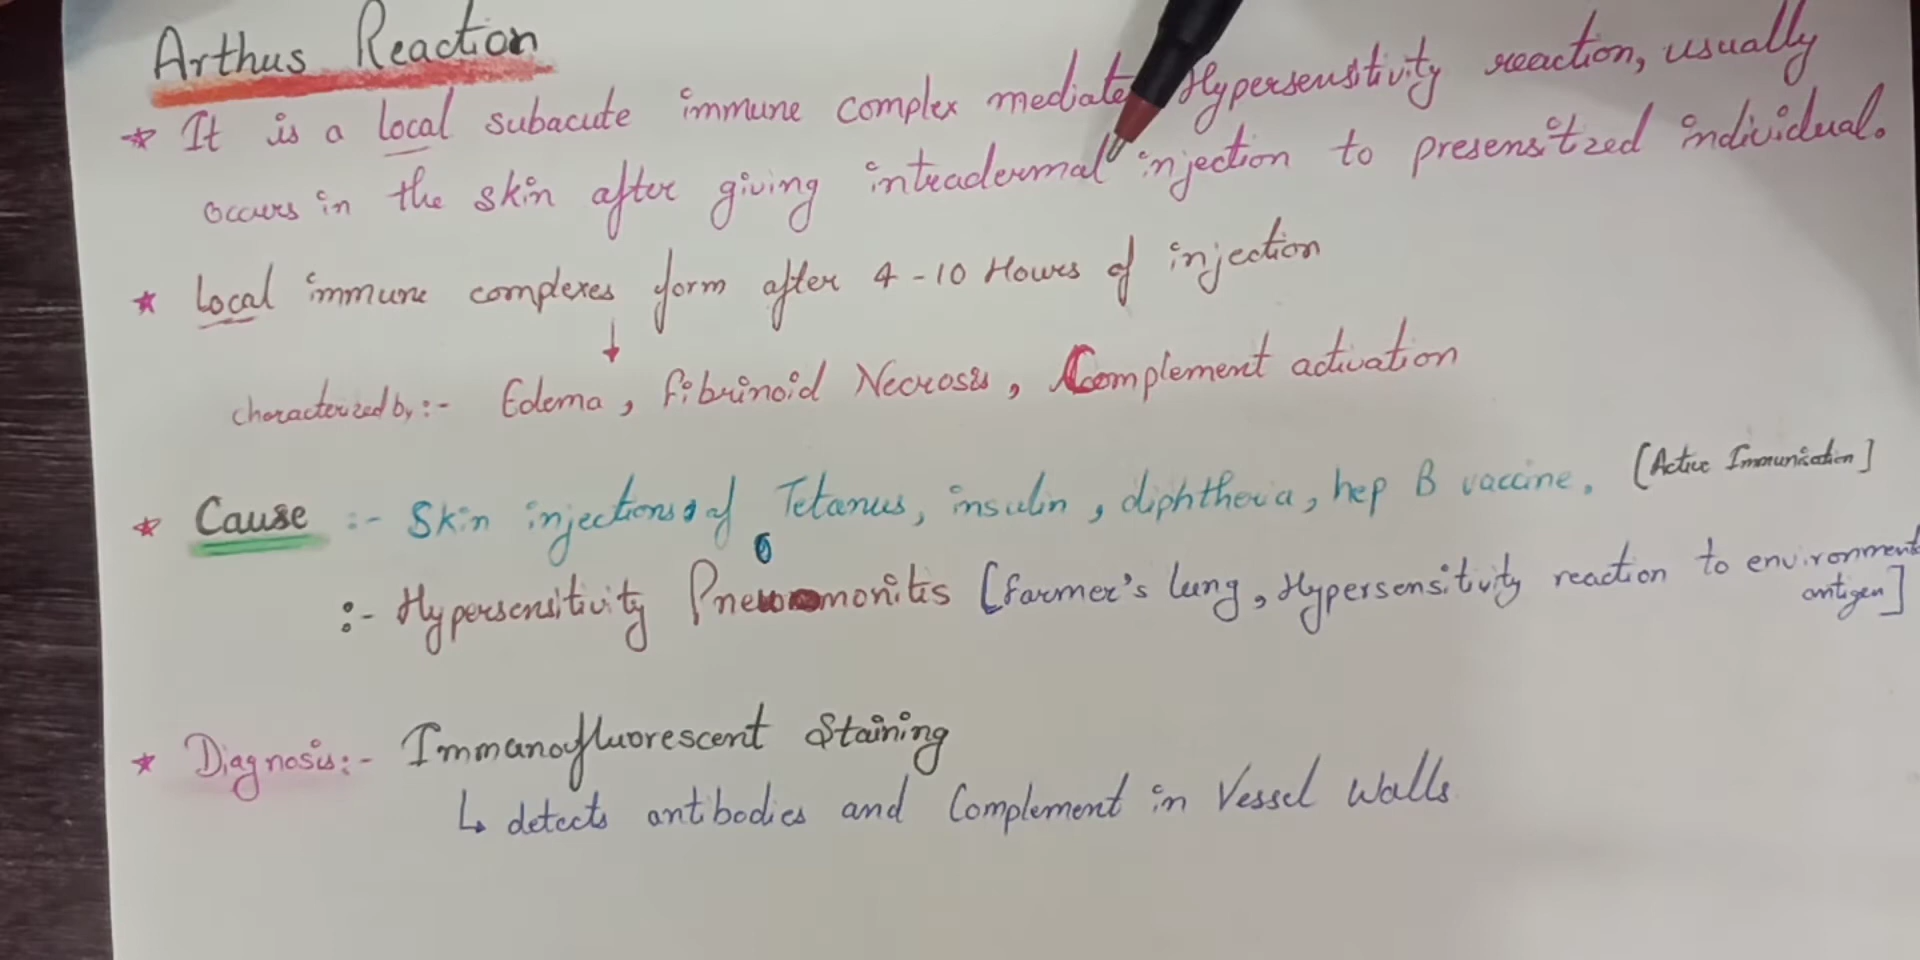 Arthus Reaction
* It is a local subacute immune complex mediate Hypersensitivity reaction, usually
occurs in the skin after giving intradermal injection to presensitized individual.
* Local immune complexes form after 4-10 Hours of injection
↓
characterized by :- Edema, fibrinoid Necrosis, Complement activation
* Cause :- Skin injections of Tetanus, insulin, diphtheria, hep B vaccine. [Active Immunisation]
:- Hypersensitivity Pneumonitis [farmer's lung, Hypersensitivity reaction to environment
antigen]
* Diagnosis:- Immanofluorescent Staining
↳ detects antibodies and Complement in Vessel Walls